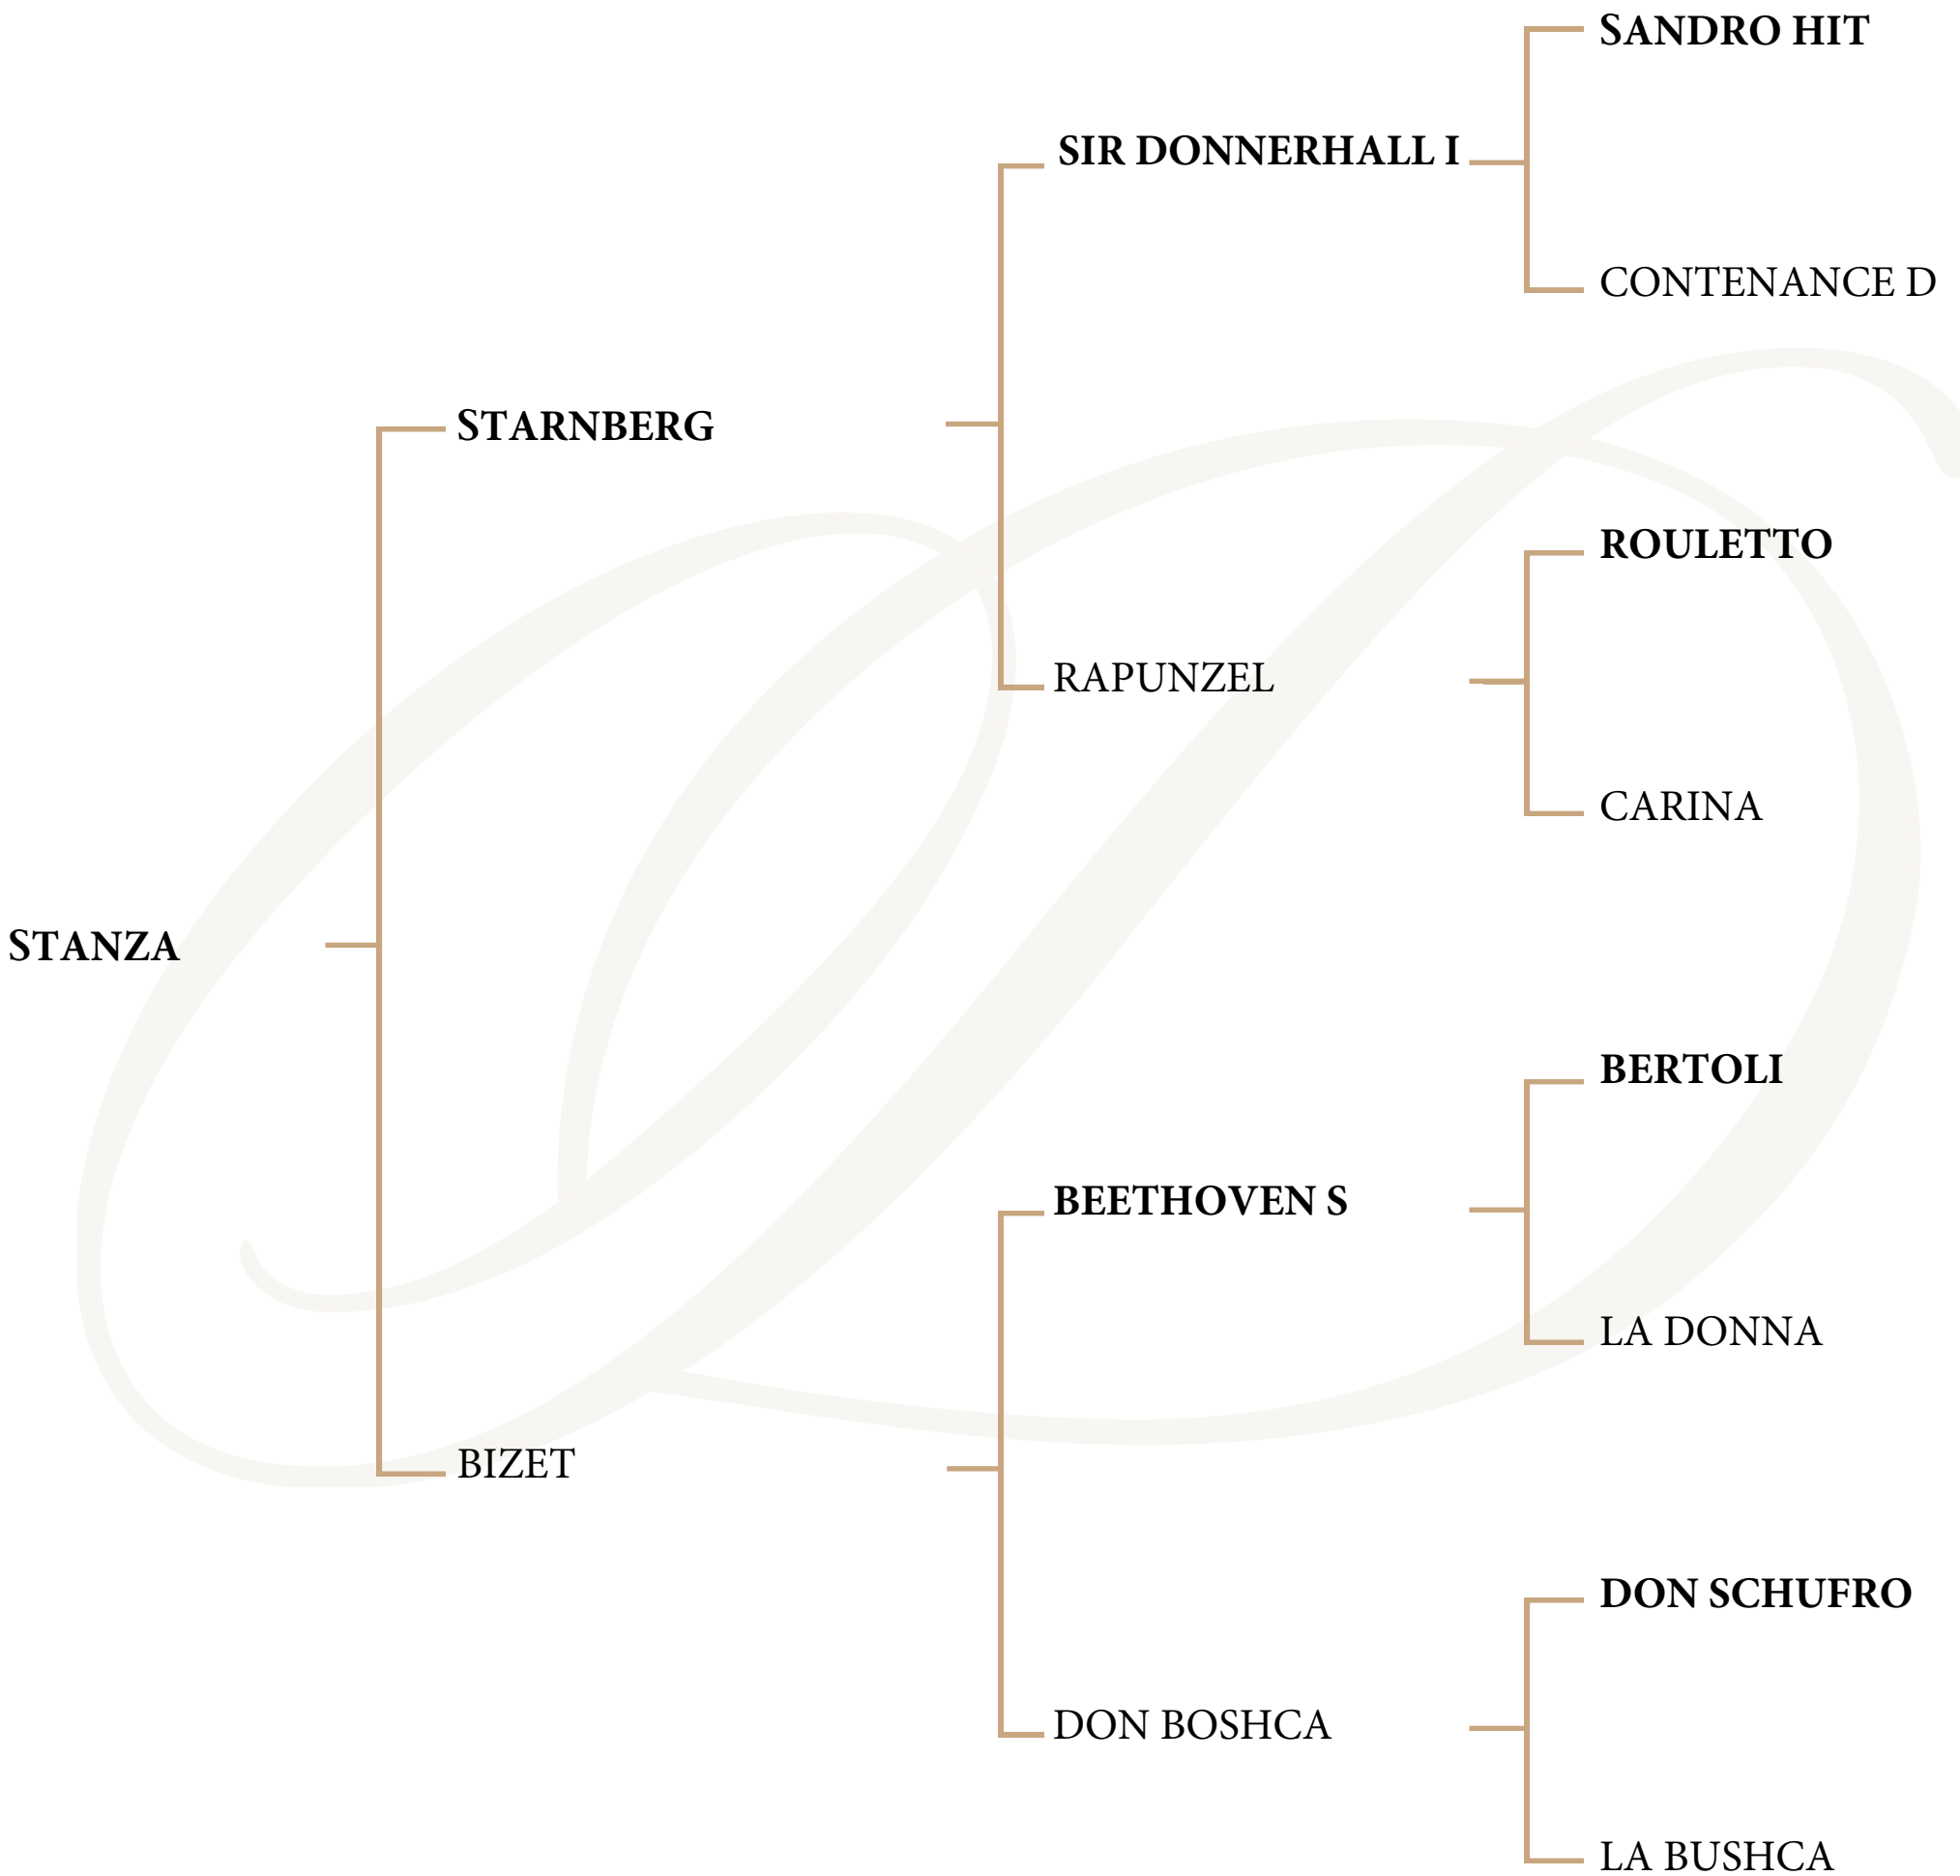 SANDRO HIT
SIR DONNERHALL I
CONTENANCE D
STARNBERG
ROULETTO
RAPUNZEL
CARINA
STANZA
BERTOLI
BEETHOVEN S
LA DONNA
BIZET
DON SCHUFRO
DON BOSHCA
LA BUSHCA